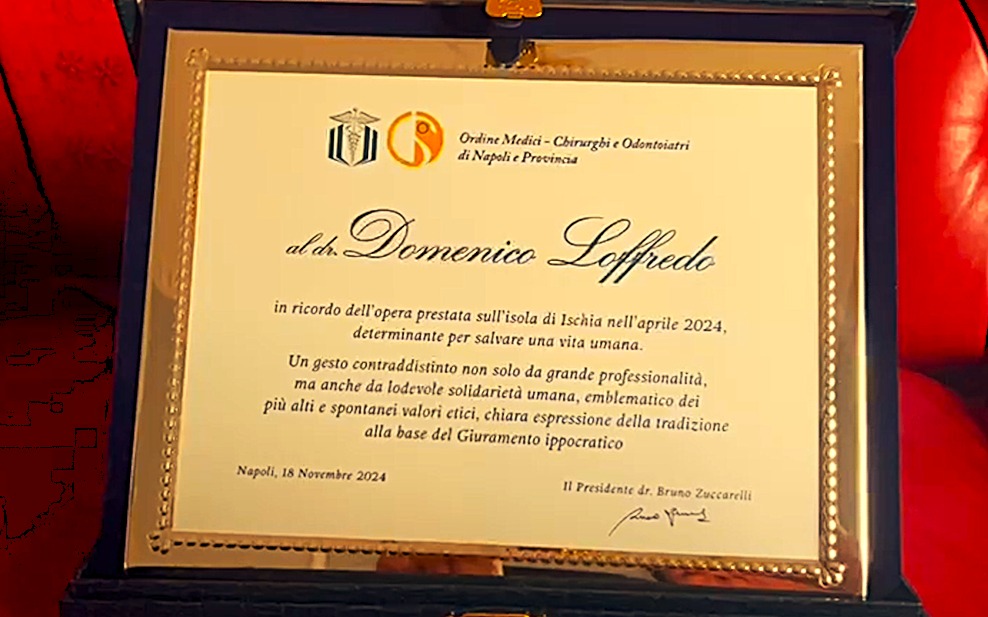 Ordine Medici - Chirurghi e Odontoiatri
di Napoli e Provincia
al dr. Domenico Loffredo
in ricordo dell'opera prestata sull'isola di Ischia nell'aprile 2024,
determinante per salvare una vita umana.
Un gesto contraddistinto non solo da grande professionalità,
ma anche da lodevole solidarietà umana, emblematico dei
più alti e spontanei valori etici, chiara espressione della tradizione
alla base del Giuramento ippocratico
Napoli, 18 Novembre 2024
Il Presidente dr. Bruno Zuccarelli